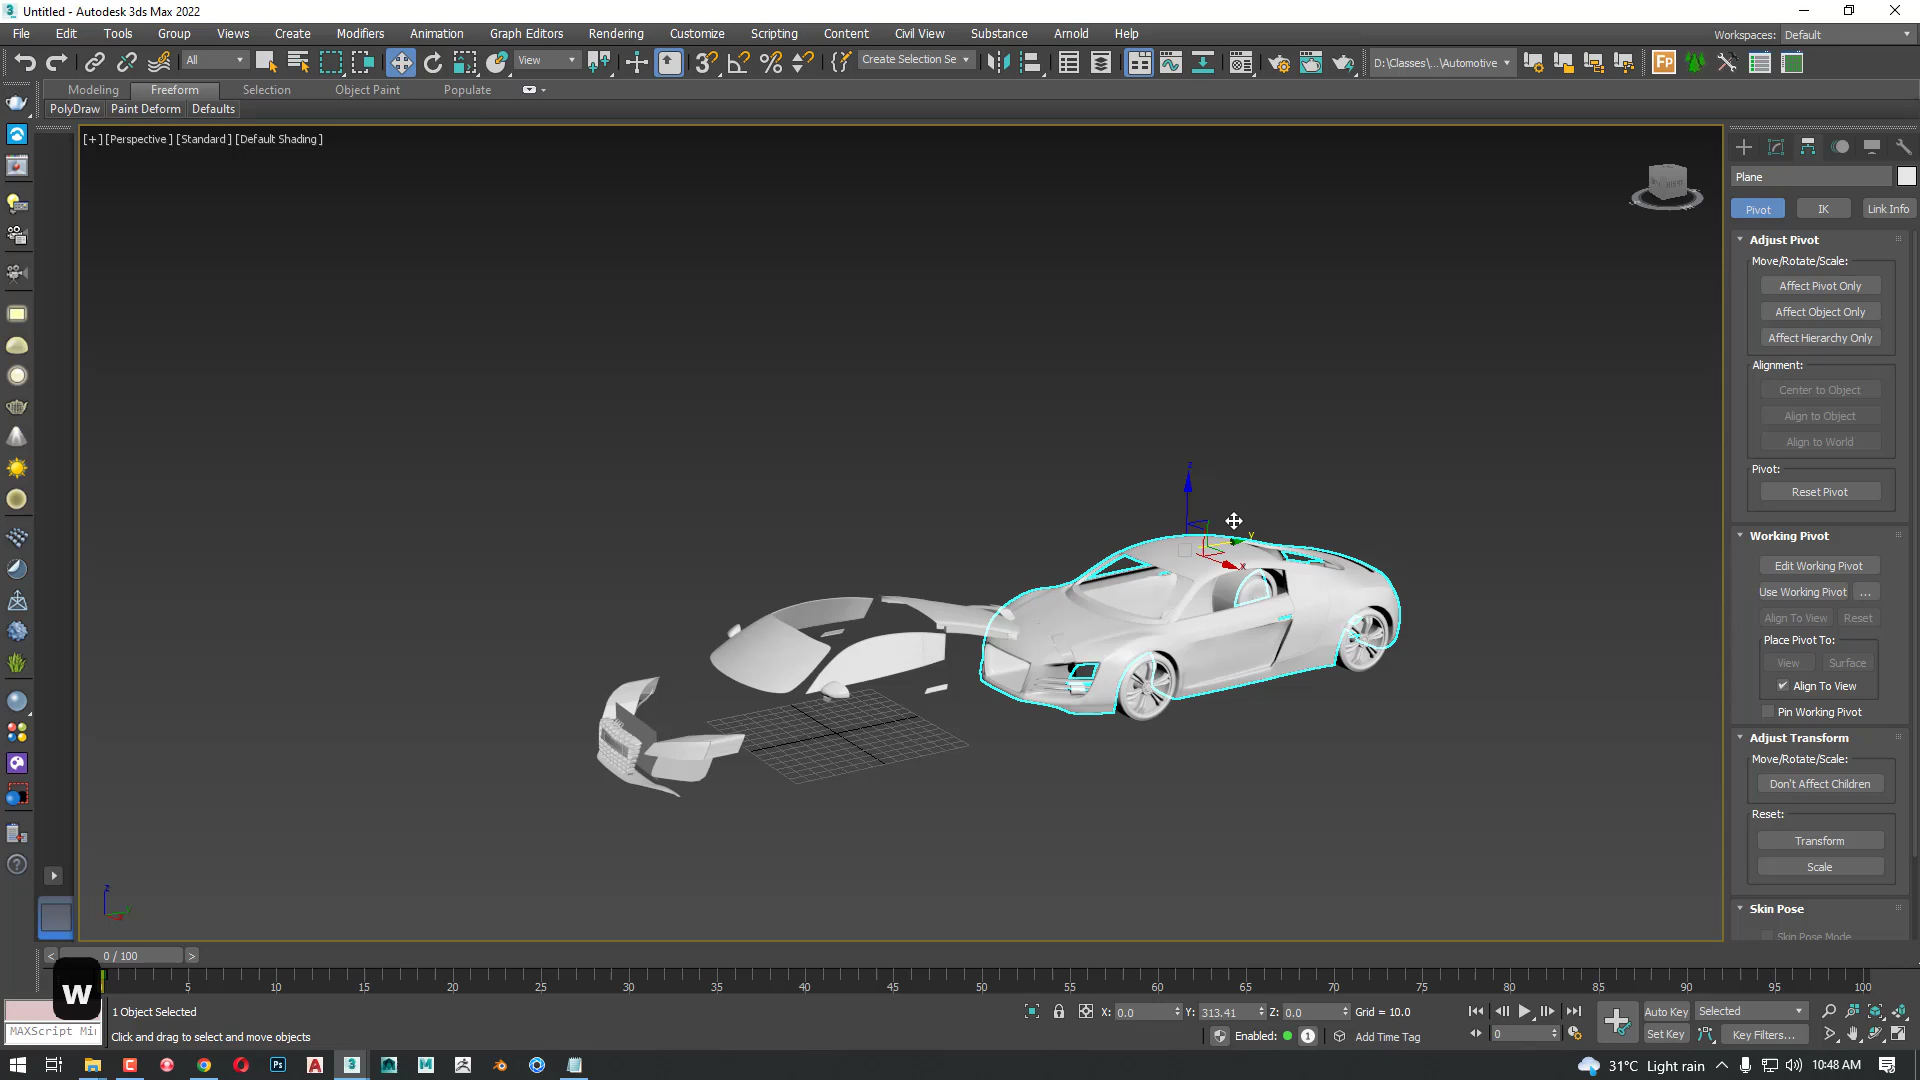 Untitled - Autodesk 3ds Max 2022
File Edit Tools Group Views Create Modifiers Animation Graph Editors Rendering Customize Scripting Content Civil View Substance Arnold Help
Workspaces: Default
All
View
Create Selection Se
D:\Classes\...\Automotive
Modeling Freeform Selection Object Paint Populate
PolyDraw Paint Deform Defaults
[+] [Perspective] [Standard] [Default Shading]
Plane
Pivot IK Link Info
Adjust Pivot
Move/Rotate/Scale:
Affect Pivot Only
Affect Object Only
Affect Hierarchy Only
Alignment:
Center to Object
Align to Object
Align to World
Pivot:
Reset Pivot
Working Pivot
Edit Working Pivot
Use Working Pivot ...
Align To View Reset
Place Pivot To:
View Surface
Align To View
Pin Working Pivot
Adjust Transform
Move/Rotate/Scale:
Don't Affect Children
Reset:
Transform
Scale
Skin Pose
Skin Pose Mode
z
y
x
z
0 / 100
5 10 15 20 25 30 35 40 45 50 55 60 65 70 75 80 85 90 95 100
w
MAXScript Mi
1 Object Selected
Click and drag to select and move objects
X: 0.0 Y: 313.41 Z: 0.0 Grid = 10.0
Enabled: 1 Add Time Tag
0
Auto Key Selected
Set Key Key Filters...
31°C Light rain
10:48 AM